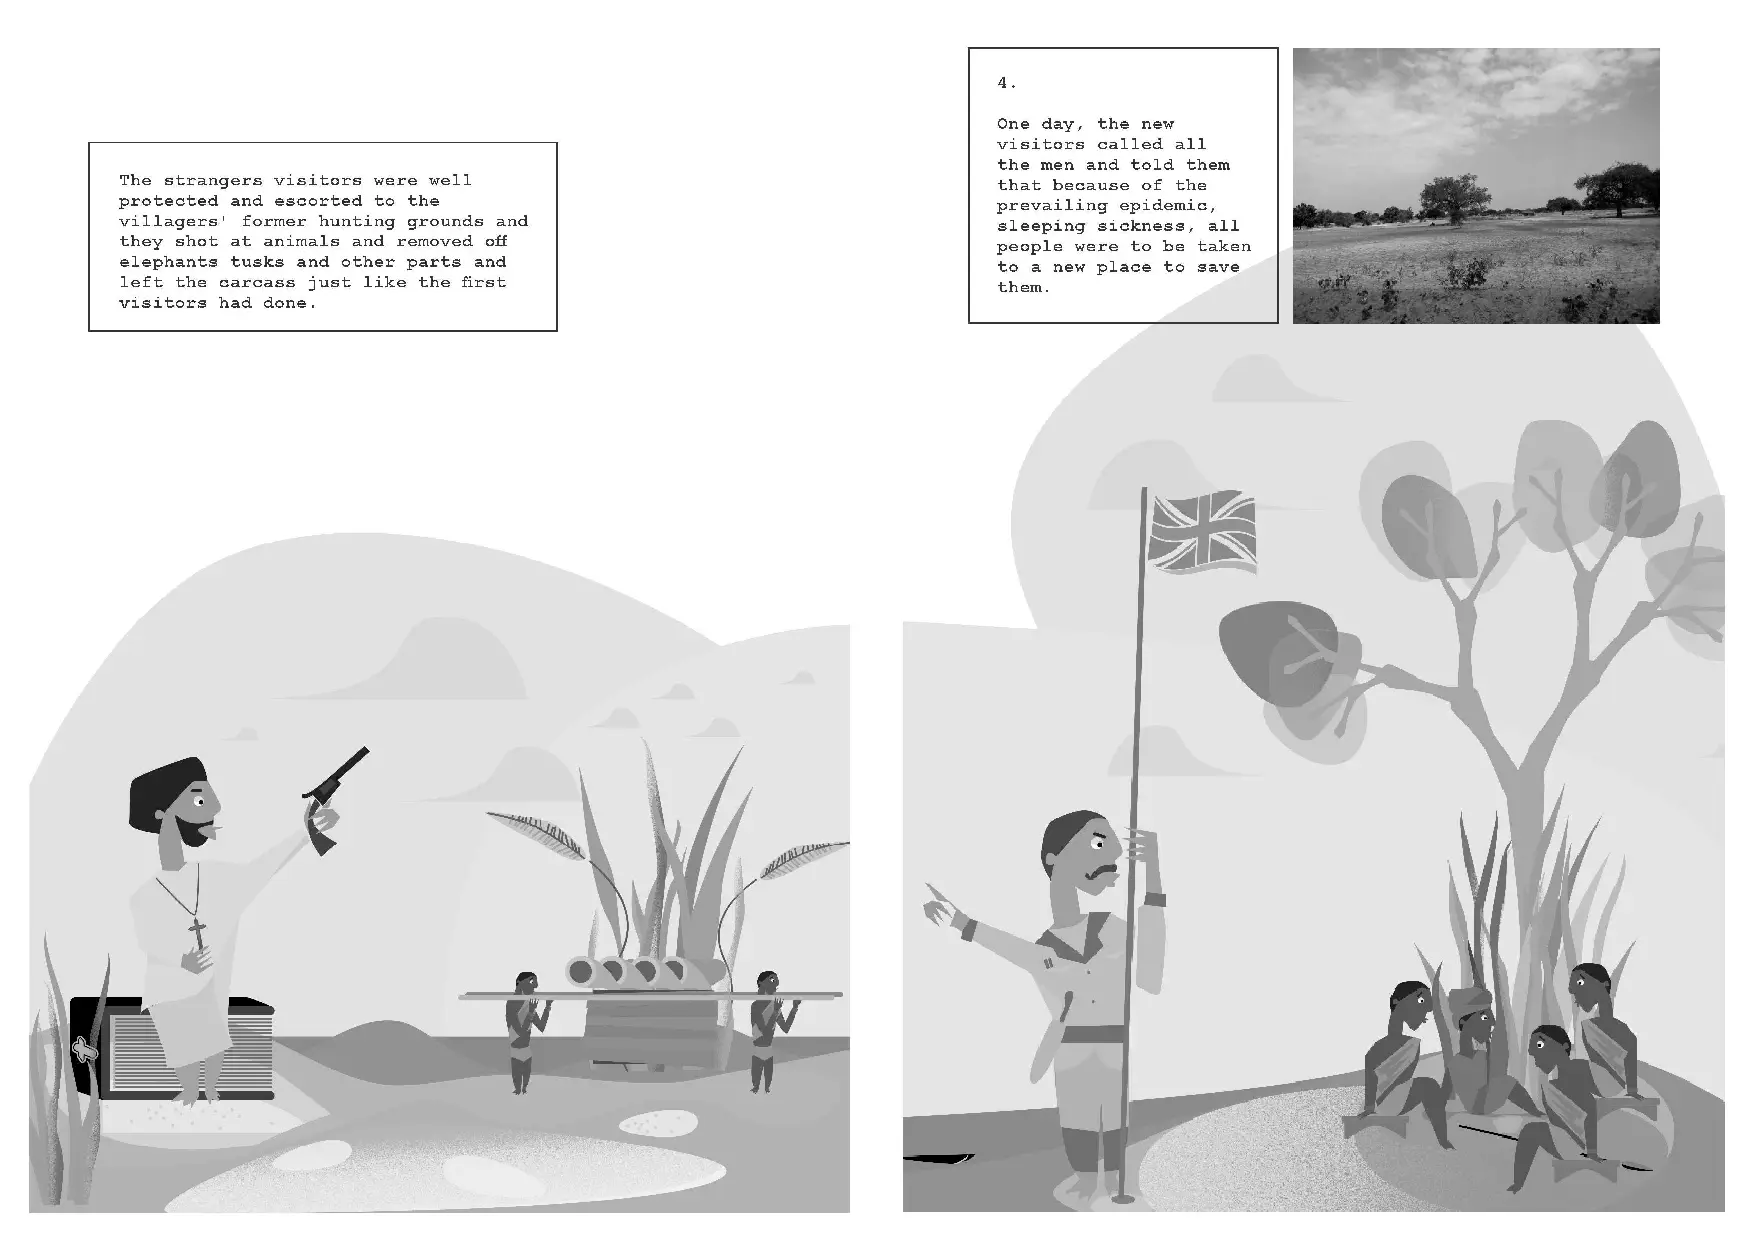 The strangers visitors were well
protected and escorted to the
villagers' former hunting grounds and
they shot at animals and removed off
elephants tusks and other parts and
left the carcass just like the first
visitors had done.
4.
One day, the new
visitors called all
the men and told them
that because of the
prevailing epidemic,
sleeping sickness, all
people were to be taken
to a new place to save
them.